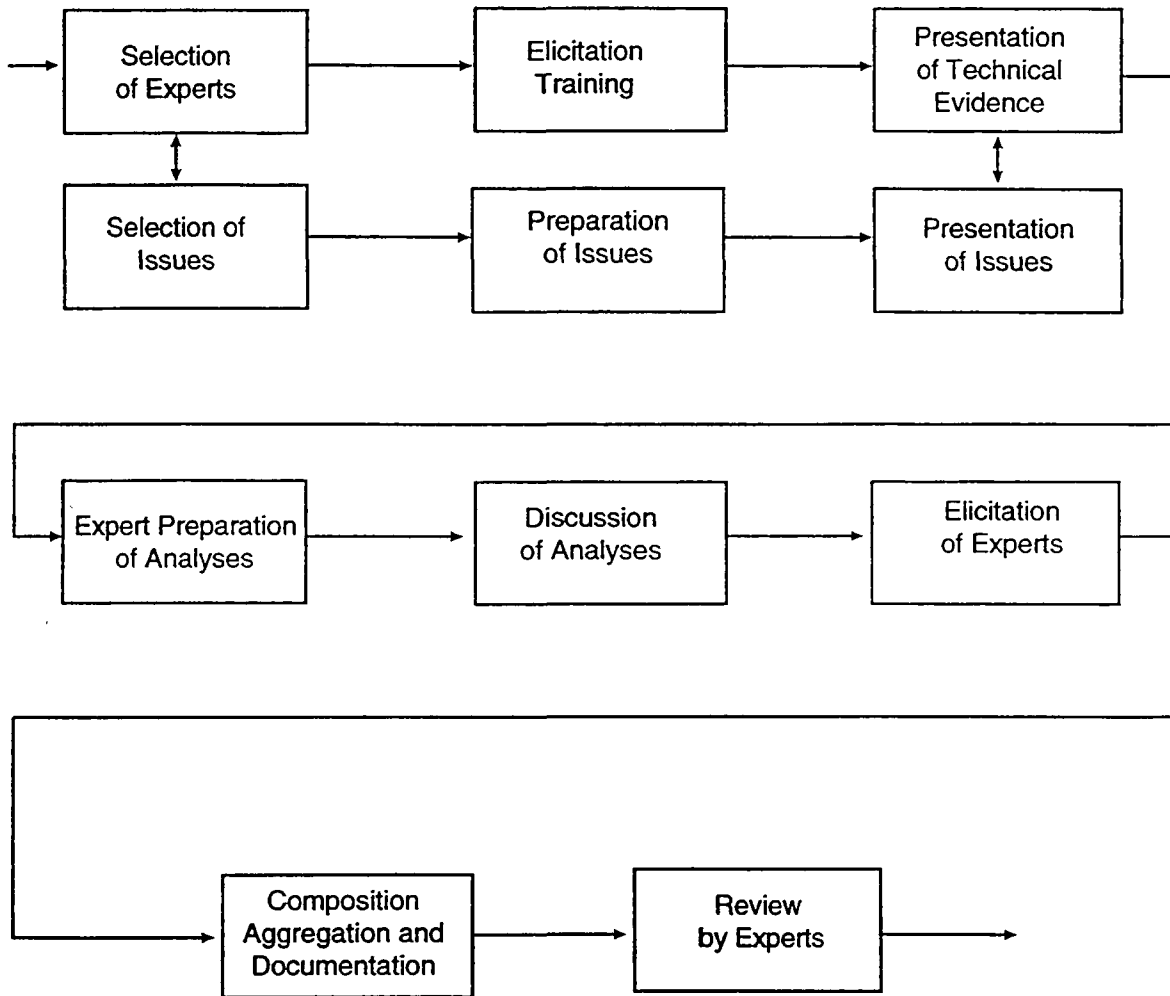 Selection
of Experts
Elicitation
Training
Presentation
of Technical
Evidence
Selection of
Issues
Preparation
of Issues
Presentation
of Issues
Expert Preparation
of Analyses
Discussion
of Analyses
Elicitation
of Experts
Composition
Aggregation and
Documentation
Review
by Experts